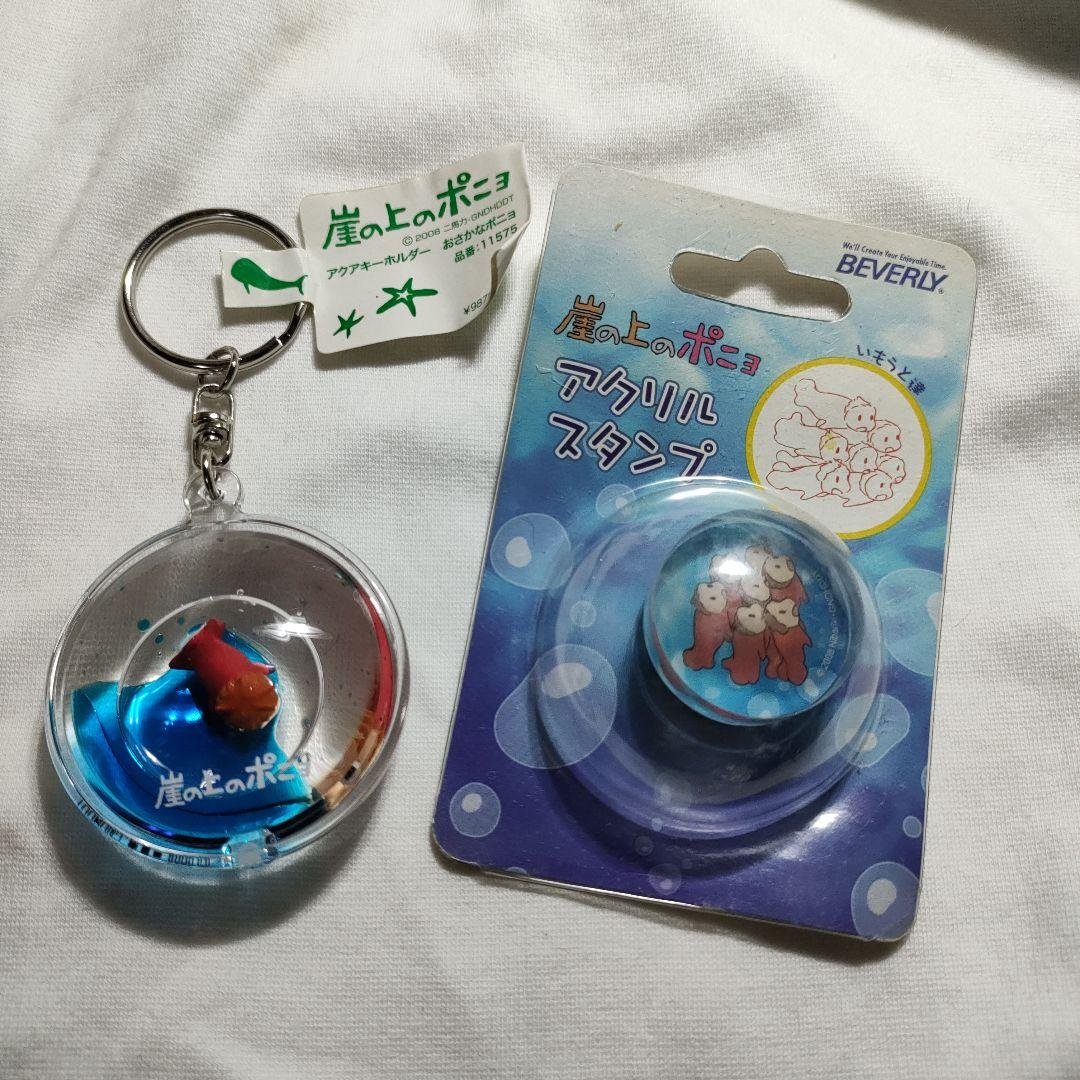 崖の上のポニョ
© 2008 二馬力・GNDHDDT
アクアキーホルダー おさかなポニョ
品番:11575
¥987
崖の上のポニョ
We'll Create Your Enjoyable Time.
BEVERLY®
崖の上のポニョ
アクリル
スタンプ
いもうと達